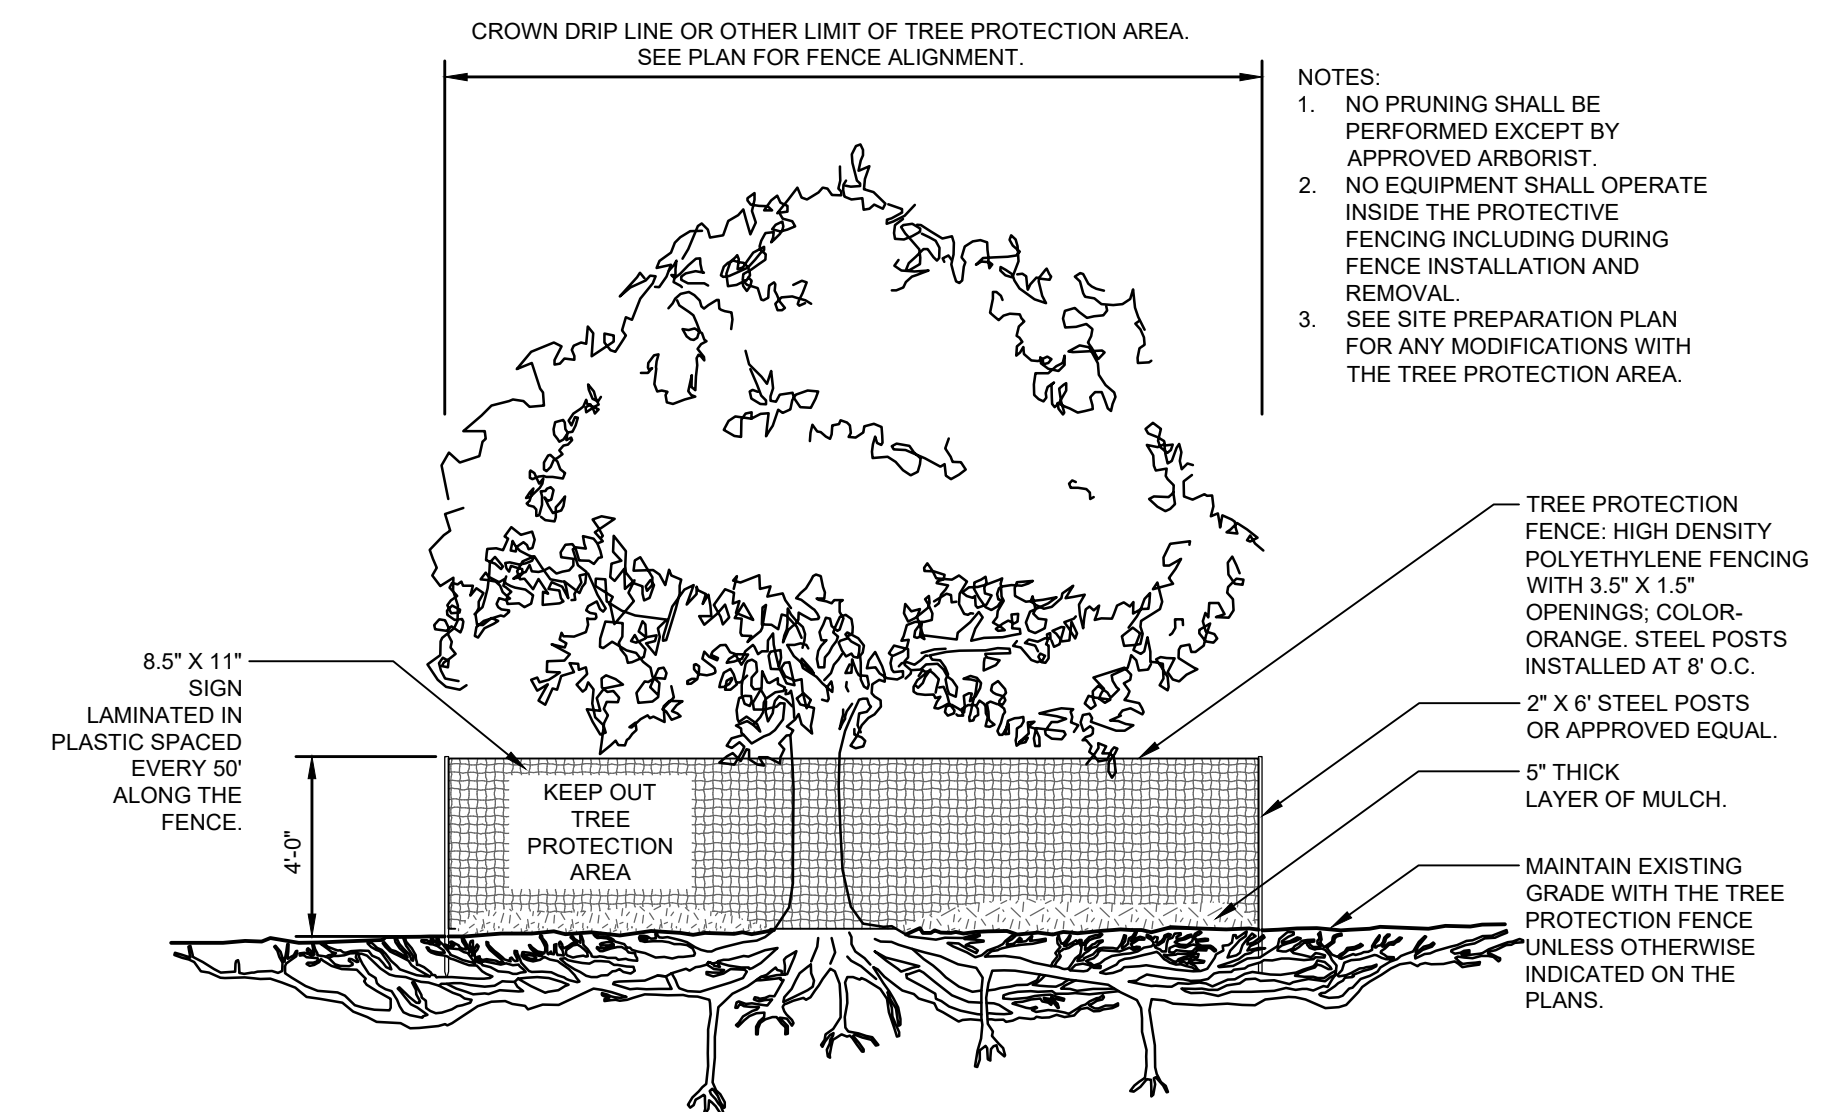 CROWN DRIP LINE OR OTHER LIMIT OF TREE PROTECTION AREA.
SEE PLAN FOR FENCE ALIGNMENT.
NOTES:
1. NO PRUNING SHALL BE
PERFORMED EXCEPT BY
APPROVED ARBORIST.
2. NO EQUIPMENT SHALL OPERATE
INSIDE THE PROTECTIVE
FENCING INCLUDING DURING
FENCE INSTALLATION AND
REMOVAL.
3. SEE SITE PREPARATION PLAN
FOR ANY MODIFICATIONS WITH
THE TREE PROTECTION AREA.
TREE PROTECTION
FENCE: HIGH DENSITY
POLYETHYLENE FENCING
WITH 3.5" X 1.5"
OPENINGS; COLOR-
ORANGE. STEEL POSTS
INSTALLED AT 8' O.C.
2" X 6' STEEL POSTS
OR APPROVED EQUAL.
5" THICK
LAYER OF MULCH.
MAINTAIN EXISTING
GRADE WITH THE TREE
PROTECTION FENCE
UNLESS OTHERWISE
INDICATED ON THE
PLANS.
8.5" X 11"
SIGN
LAMINATED IN
PLASTIC SPACED
EVERY 50'
ALONG THE
FENCE.
4'-0"
KEEP OUT
TREE
PROTECTION
AREA